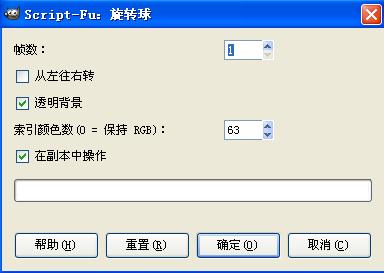 Script-Fu: 旋转球
帧数：
1
从左往右转
透明背景
索引颜色数(0 = 保持 RGB)：
63
在副本中操作
帮助(H) 重置(R) 确定(O) 取消(C)